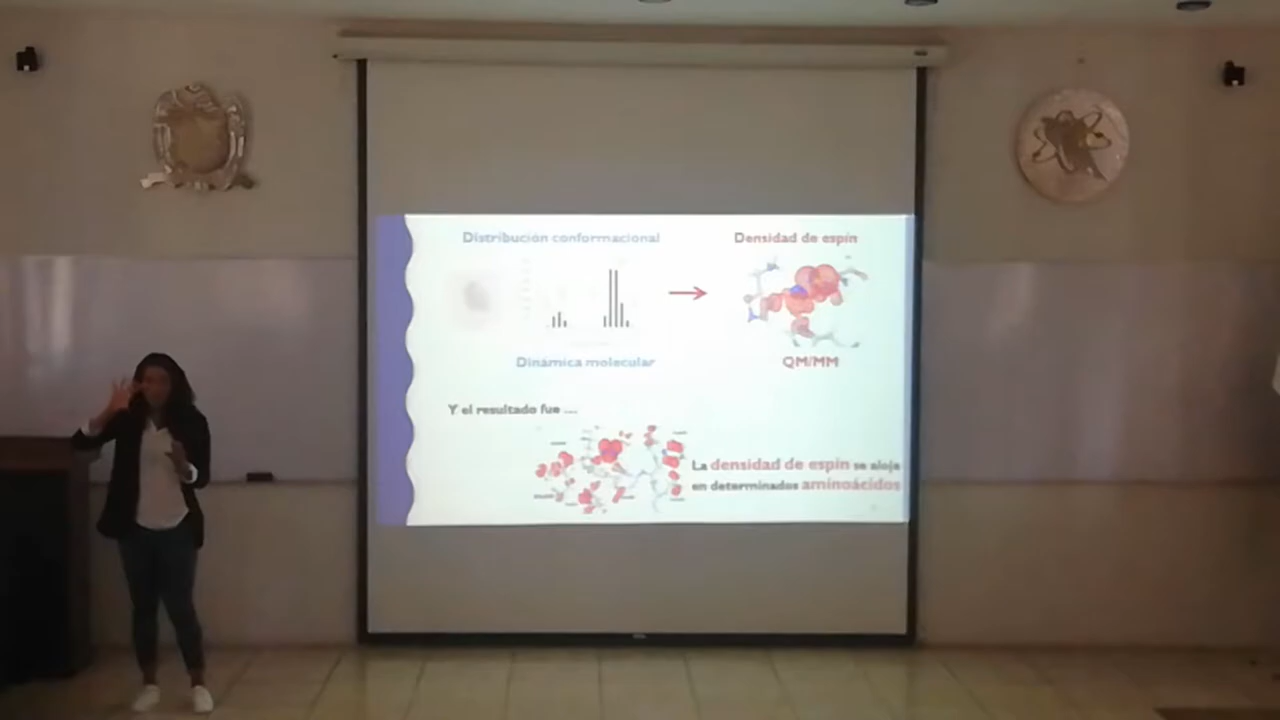 Distribución conformacional
Densidad de espín
Dinámica molecular
QM/MM
Y el resultado fue ...
La densidad de espín se aloja
en determinados aminoácidos